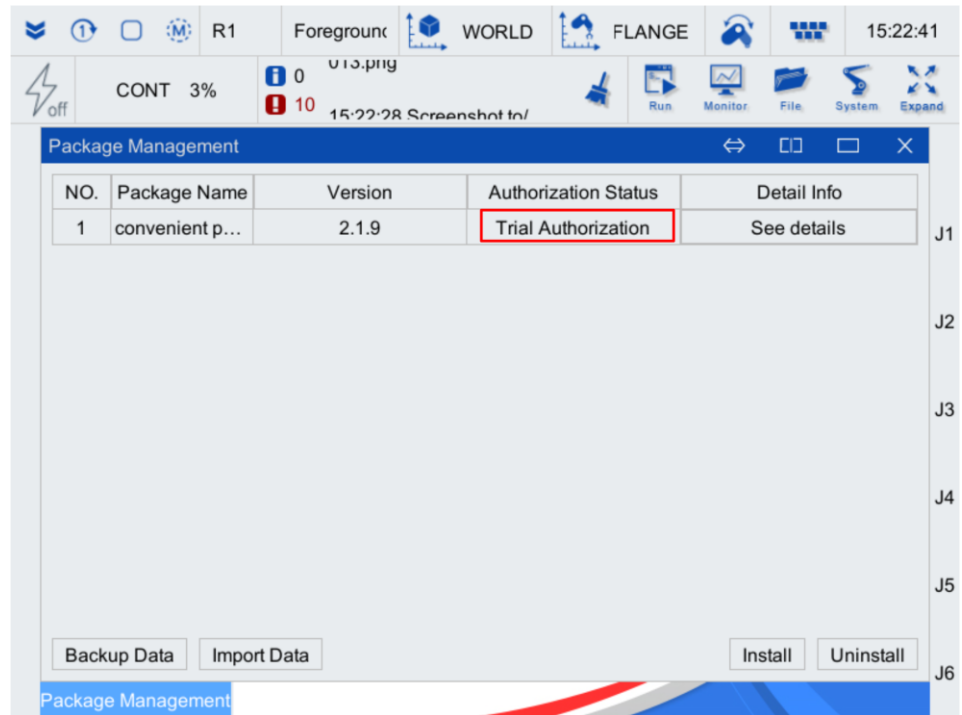 R1 Foregroun WORLD FLANGE 15:22:41
off CONT 3% 0 10 013.png
15:22:28 Screenshot to/
Run Monitor File System Expand
Package Management
NO. Package Name Version Authorization Status Detail Info
1 convenient p... 2.1.9 Trial Authorization See details
J1
J2
J3
J4
J5
J6
Backup Data Import Data Install Uninstall
Package Management